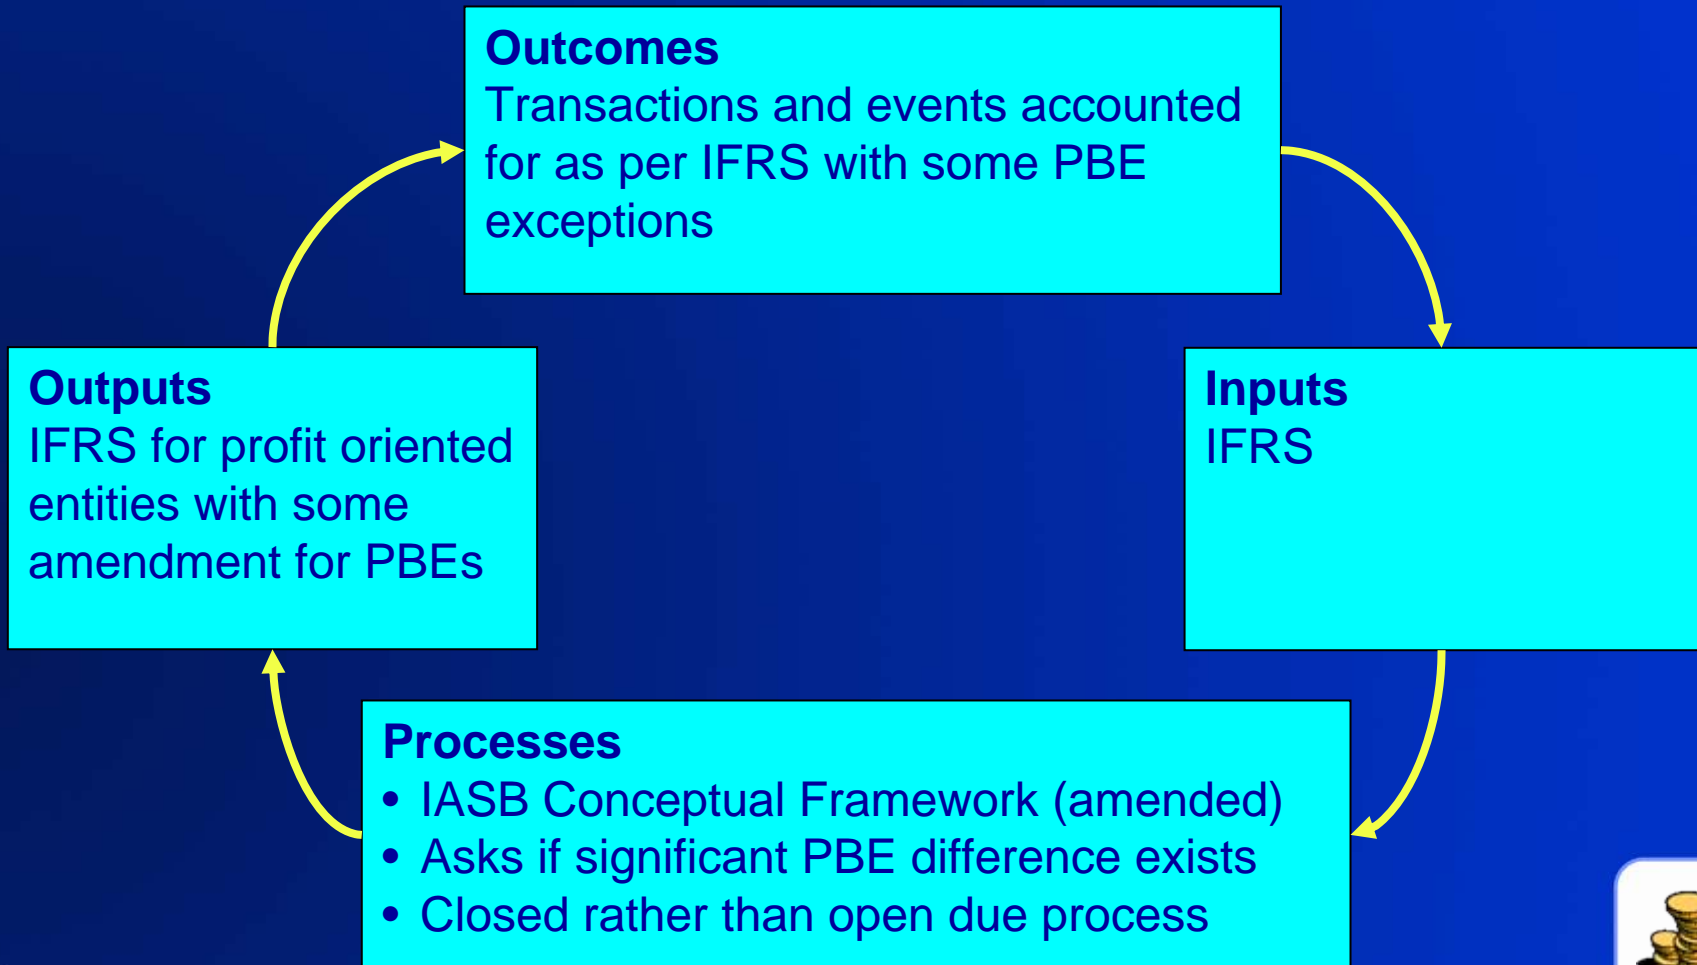 Outcomes
Transactions and events accounted
for as per IFRS with some PBE
exceptions
Outputs
IFRS for profit oriented
entities with some
amendment for PBEs
Inputs
IFRS
Processes
• IASB Conceptual Framework (amended)
• Asks if significant PBE difference exists
• Closed rather than open due process